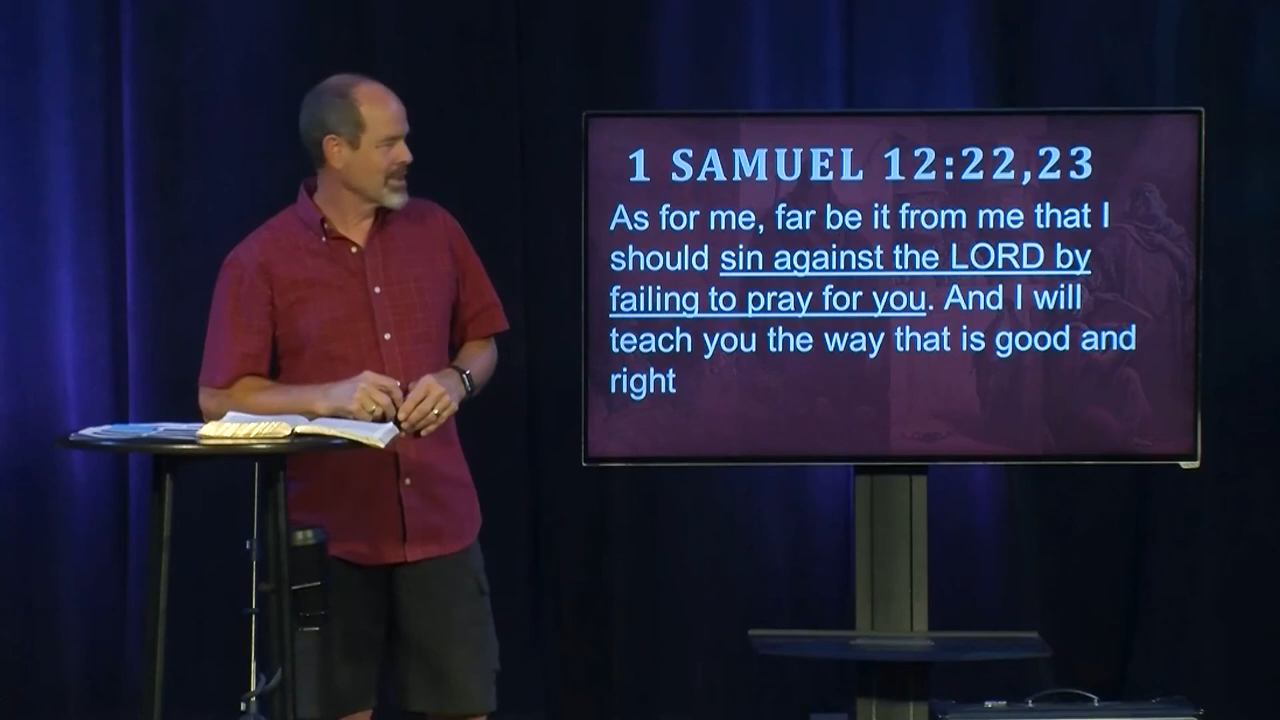 1 SAMUEL 12:22,23
As for me, far be it from me that I
should sin against the LORD by
failing to pray for you. And I will
teach you the way that is good and
right